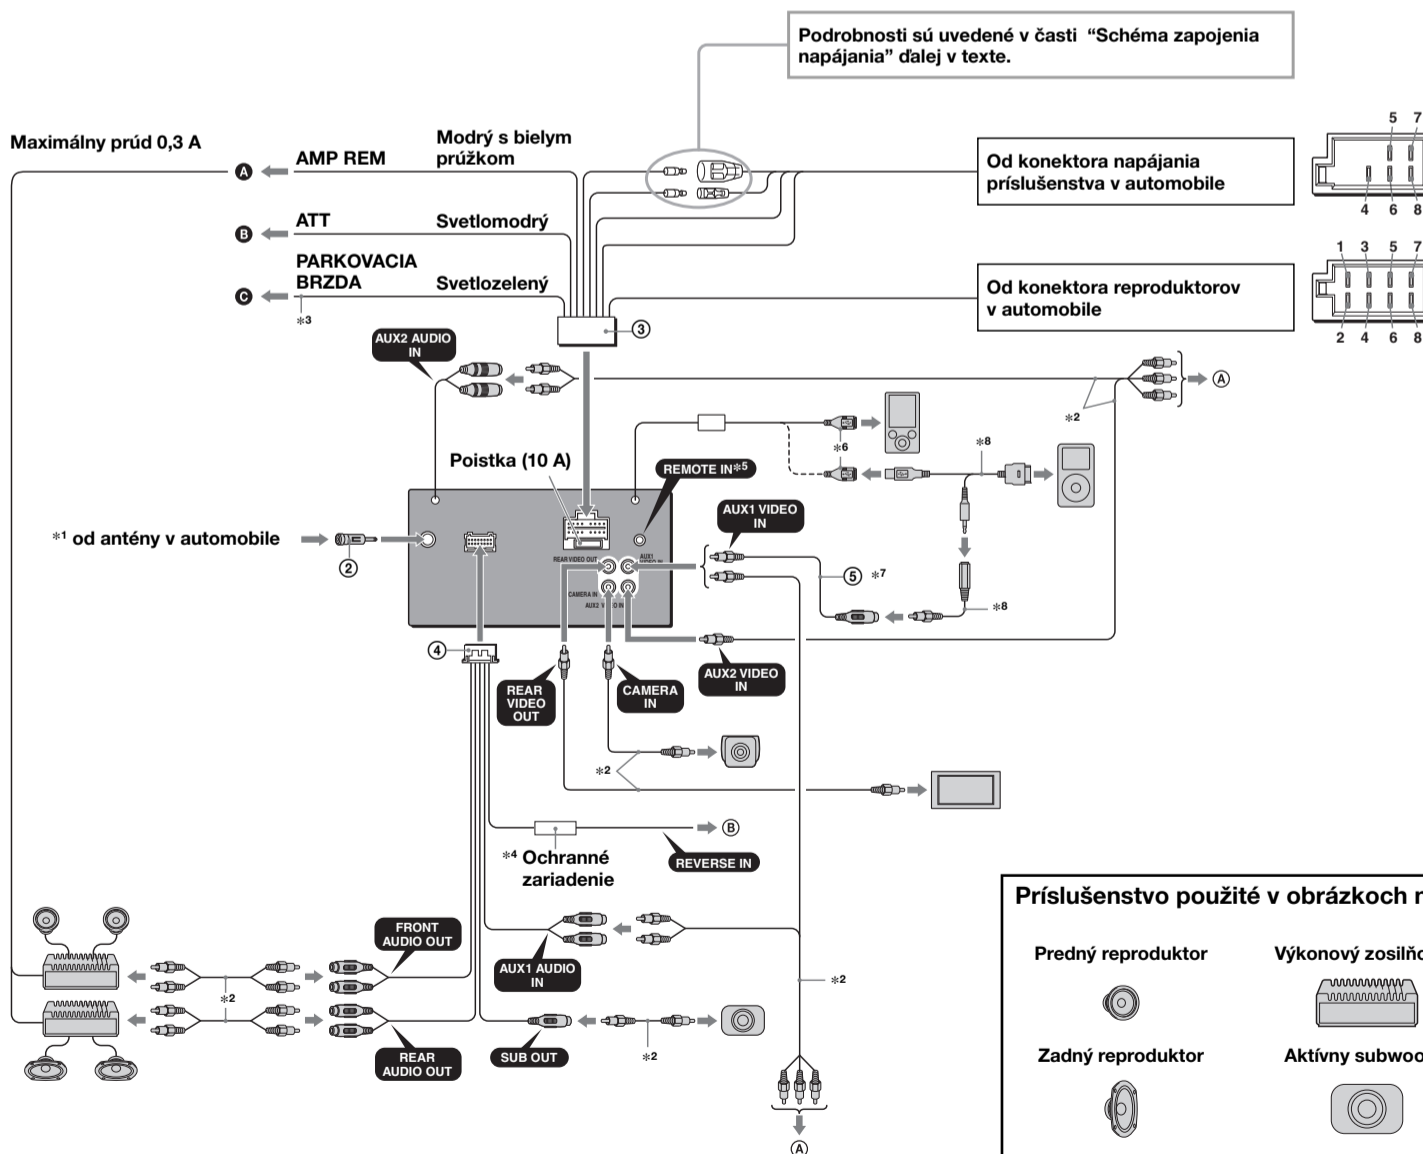 Podrobnosti sú uvedené v časti “Schéma zapojenia
napájania” ďalej v texte.
Maximálny prúd 0,3 A
A
AMP REM
Modrý s bielym
prúžkom
Od konektora napájania
príslušenstva v automobile
5 7
4 6 8
B
ATT
Svetlomodrý
PARKOVACIA
BRZDA
C
Svetlozelený
*3
Od konektora reproduktorov
v automobile
1 3 5 7
2 4 6 8
3
AUX2 AUDIO
IN
*2
A
*6
*8
Poistka (10 A)
REMOTE IN*5
AUX1 VIDEO
IN
*1 od antény v automobile
2
REAR VIDEO OUT
AUX1
VIDEO IN
CAMERA IN
AUX2 VIDEO IN
5 *7
*8
4
REAR
VIDEO
OUT
CAMERA
IN
AUX2 VIDEO
IN
*2
B
*4 Ochranné
zariadenie
REVERSE IN
FRONT
AUDIO OUT
AUX1 AUDIO
IN
*2
*2
REAR
AUDIO OUT
SUB OUT
*2
A
Príslušenstvo použité v obrázkoch
Predný reproduktor
Výkonový
Zadný reproduktor
Aktívny